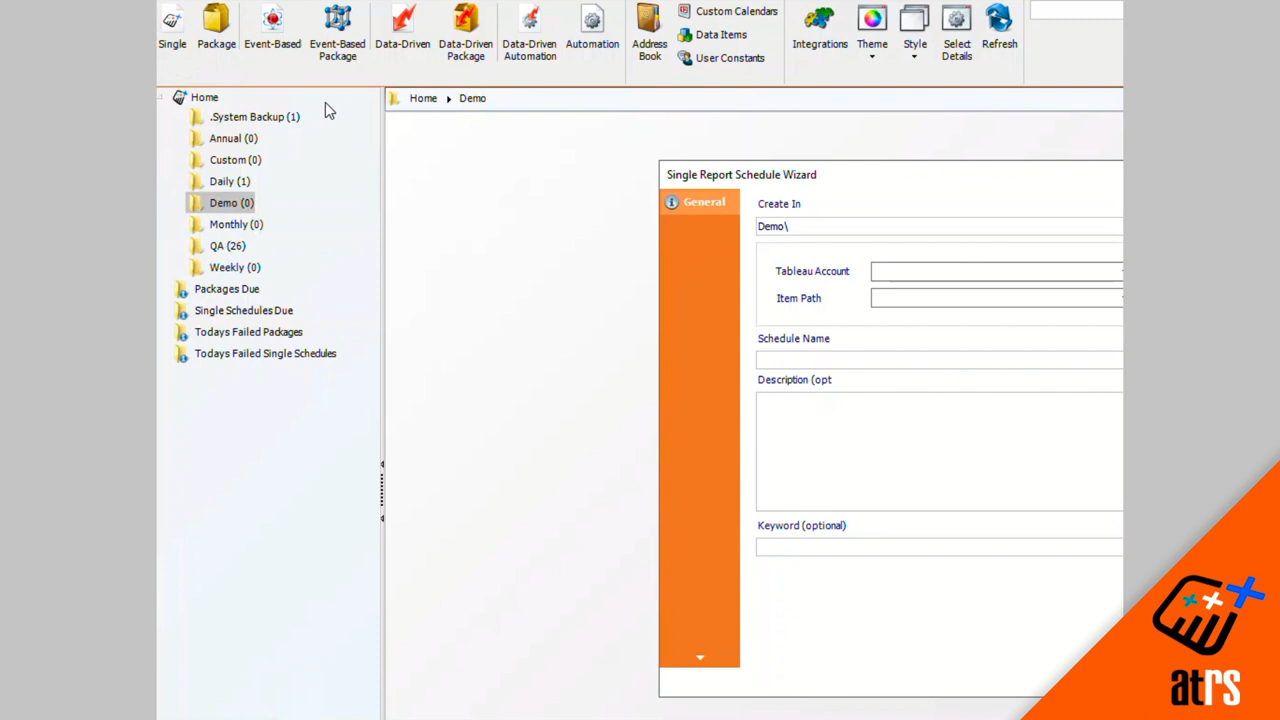 Single
Package
Event-Based
Event-Based
Package
Data-Driven
Data-Driven
Package
Data-Driven
Automation
Automation
Address
Book
Custom Calendars
Data Items
User Constants
Integrations
Theme
Style
Select
Details
Refresh
Home
.System Backup (1)
Annual (0)
Custom (0)
Daily (1)
Demo (0)
Monthly (0)
QA (26)
Weekly (0)
Packages Due
Single Schedules Due
Todays Failed Packages
Todays Failed Single Schedules
Home Demo
Single Report Schedule Wizard
General
Create In
Demo\
Tableau Account
Item Path
Schedule Name
Description (opt
Keyword (optional)
atrs